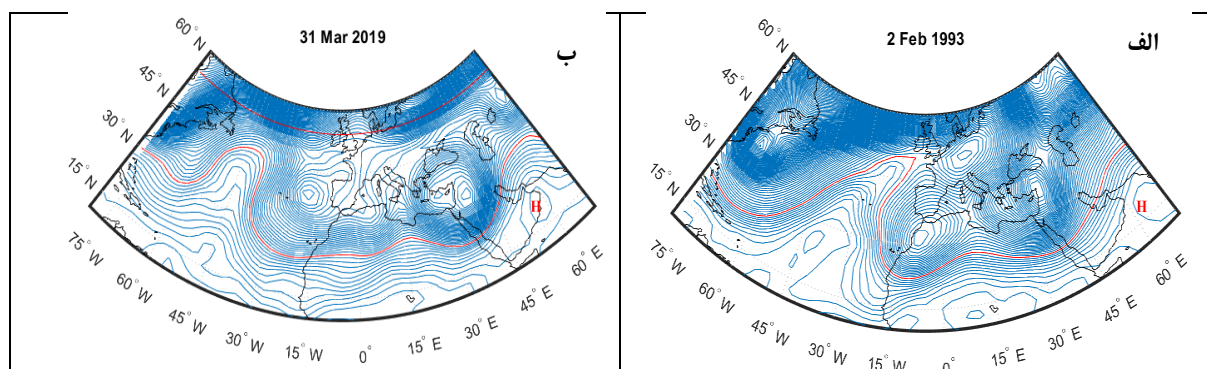 الف
2 Feb 1993
60° N
45° N
30° N
15° N
H
75° W
60° W
45° W
30° W
15° W
0°
15° E
30° E
45° E
60° E
ب
31 Mar 2019
60° N
45° N
30° N
15° N
H
75° W
60° W
45° W
30° W
15° W
0°
15° E
30° E
45° E
60° E